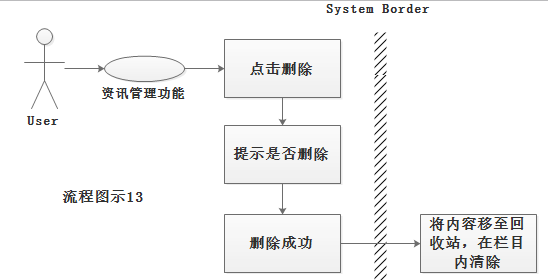 System Border
点击删除
资讯管理功能
User
提示是否删除
流程图示13
删除成功
将内容移至回
收站，在栏目
内清除